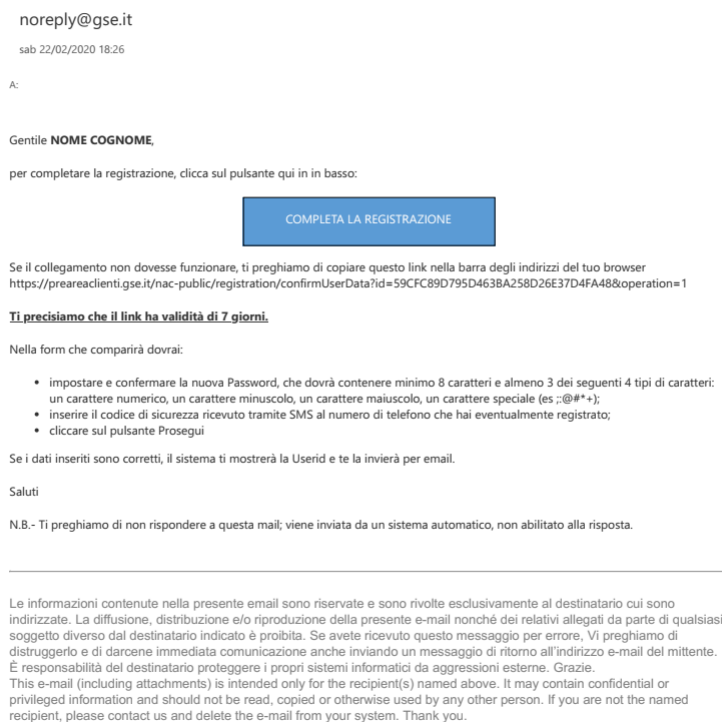 noreply@gse.it
sab 22/02/2020 18:26
A:
Gentile NOME COGNOME,
per completare la registrazione, clicca sul pulsante qui in in basso:
COMPLETA LA REGISTRAZIONE
Se il collegamento non dovesse funzionare, ti preghiamo di copiare questo link nella barra degli indirizzi del tuo browser
https://preareaclienti.gse.it/nac-public/registration/confirmUserData?id=59CFC89D795D463BA258D26E37D4FA48&operation=1
Ti precisiamo che il link ha validità di 7 giorni.
Nella form che comparirà dovrai:
• impostare e confermare la nuova Password, che dovrà contenere minimo 8 caratteri e almeno 3 dei seguenti 4 tipi di caratteri:
un carattere numerico, un carattere minuscolo, un carattere maiuscolo, un carattere speciale (es ;:@#*+);
• inserire il codice di sicurezza ricevuto tramite SMS al numero di telefono che hai eventualmente registrato;
• cliccare sul pulsante Prosegui
Se i dati inseriti sono corretti, il sistema ti mostrerà la Userid e te la invierà per email.
Saluti
N.B.- Ti preghiamo di non rispondere a questa mail; viene inviata da un sistema automatico, non abilitato alla risposta.
Le informazioni contenute nella presente email sono riservate e sono rivolte esclusivamente al destinatario cui sono
indirizzate. La diffusione, distribuzione e/o riproduzione della presente e-mail nonché dei relativi allegati da parte di qualsiasi
soggetto diverso dal destinatario indicato è proibita. Se avete ricevuto questo messaggio per errore, Vi preghiamo di
distruggerlo e di darcene immediata comunicazione anche inviando un messaggio di ritorno all'indirizzo e-mail del mittente.
È responsabilità del destinatario proteggere i propri sistemi informatici da aggressioni esterne. Grazie.
This e-mail (including attachments) is intended only for the recipient(s) named above. It may contain confidential or
privileged information and should not be read, copied or otherwise used by any other person. If you are not the named
recipient, please contact us and delete the e-mail from your system. Thank you.